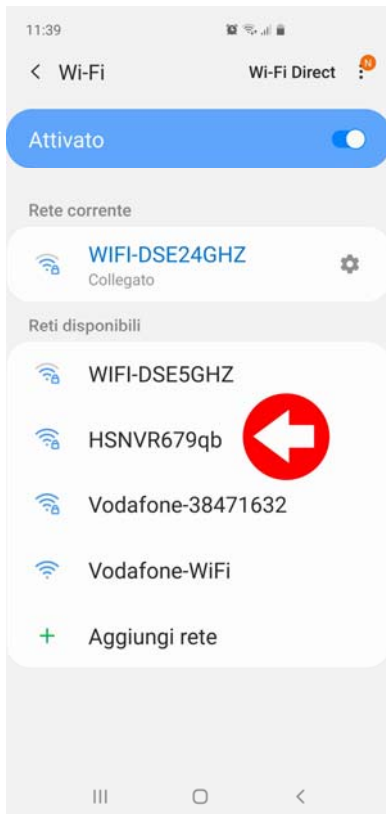 11:39
Wi-Fi
Wi-Fi Direct
N
Attivato
Rete corrente
WIFI-DSE24GHZ
Collegato
Reti disponibili
WIFI-DSE5GHZ
HSNVR679qb
Vodafone-38471632
Vodafone-WiFi
Aggiungi rete